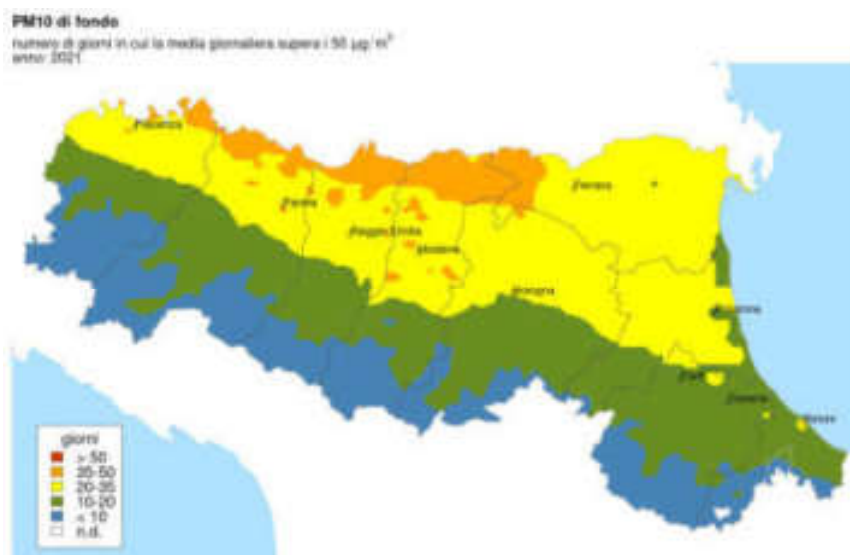 PM10 di fondo
numero di giorni in cui la media giornaliera supera i 50 µg/m³
anno: 2021
Piacenza
Parma
Ferrara
Reggio Emilia
Modena
Bologna
Ravenna
Forlì
Cesena
Rimini
giorni
> 50
35-50
20-35
10-20
< 10
n.d.